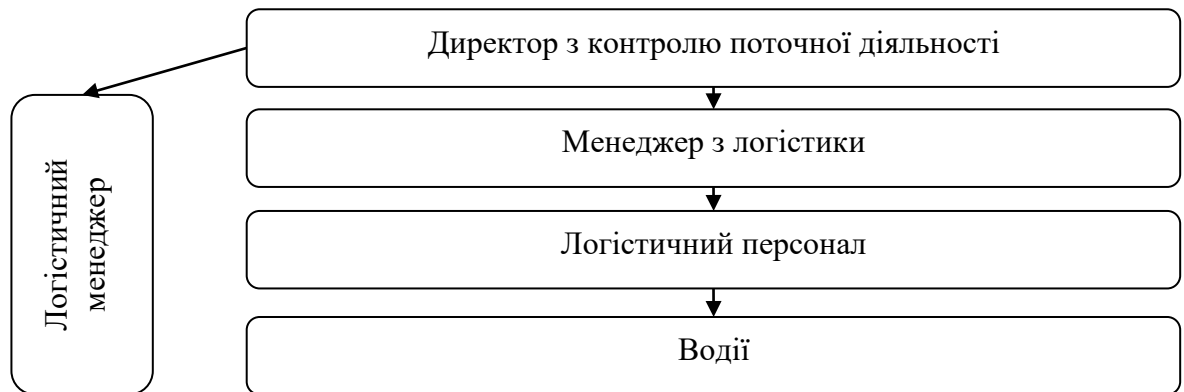 Директор з контролю поточної діяльності
Логістичний
менеджер
Менеджер з логістики
Логістичний персонал
Водії